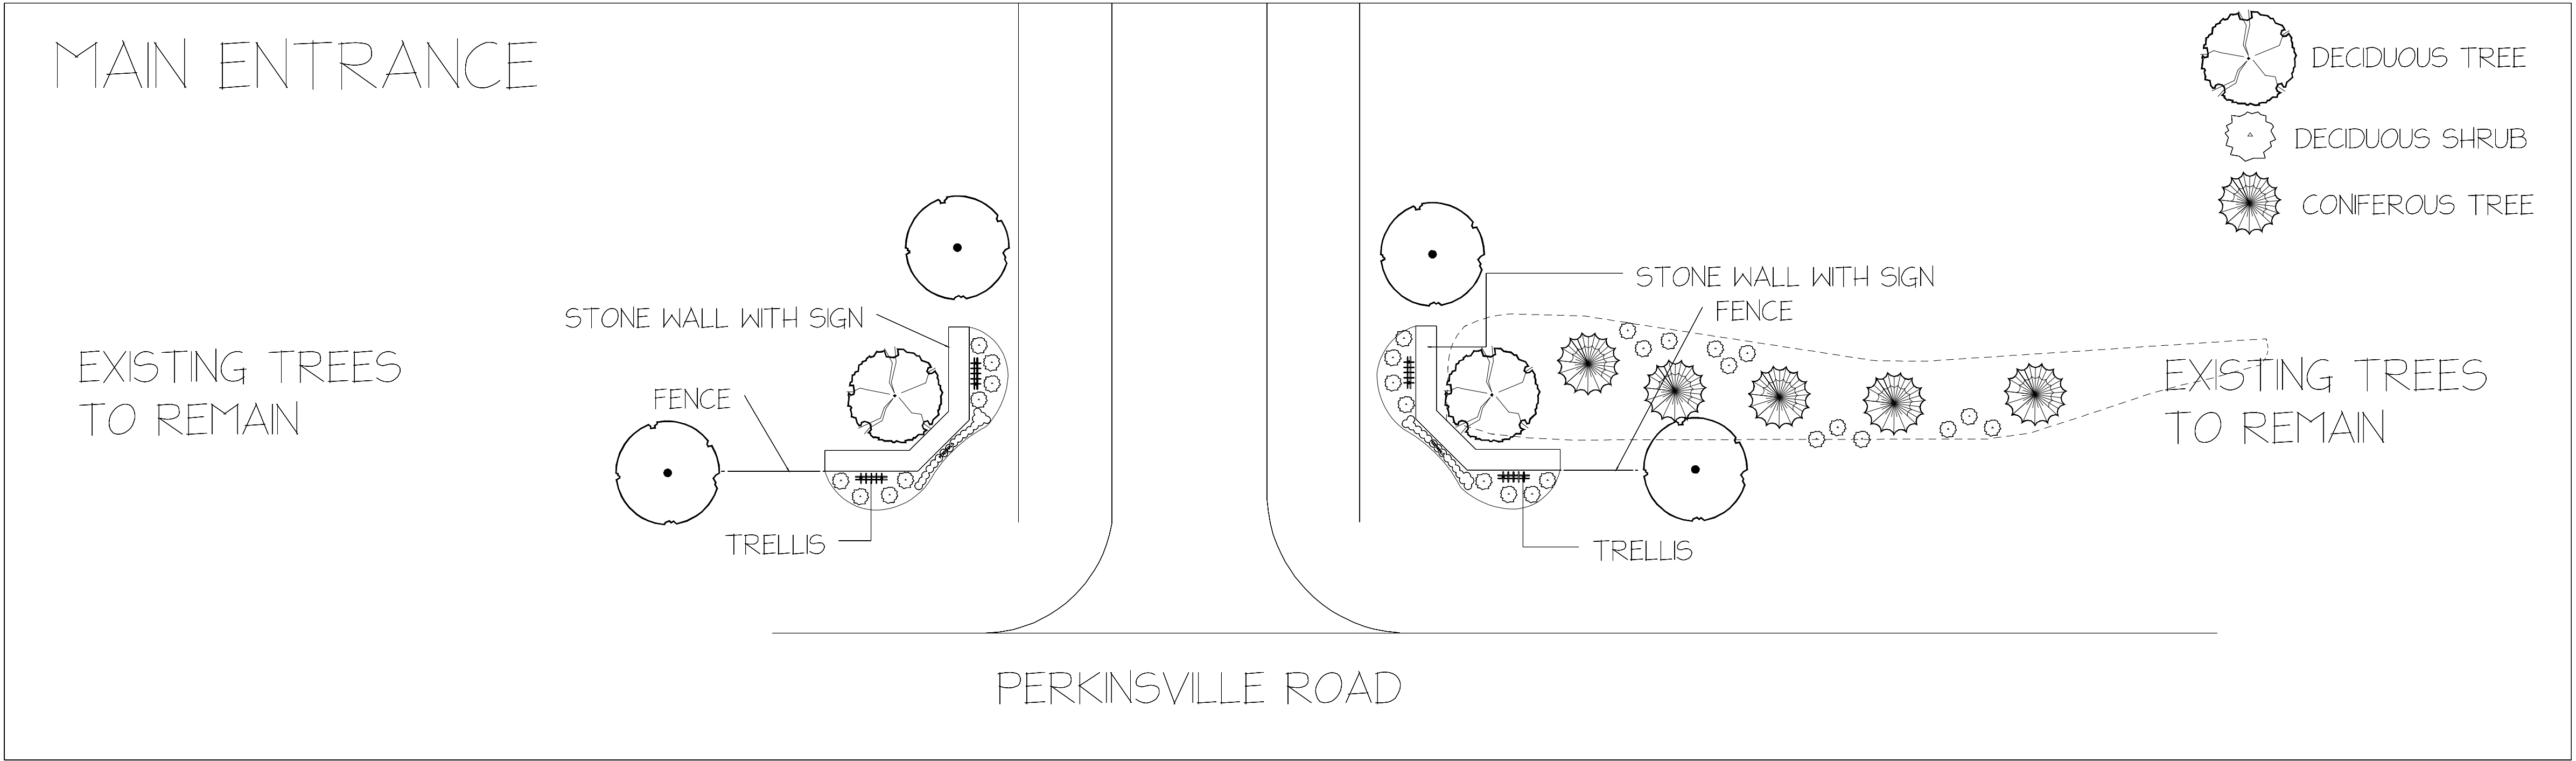 MAIN ENTRANCE
DECIDUOUS TREE
DECIDUOUS SHRUB
CONIFEROUS TREE
STONE WALL WITH SIGN
FENCE
STONE WALL WITH SIGN
FENCE
EXISTING TREES
TO REMAIN
EXISTING TREES
TO REMAIN
TRELLIS
TRELLIS
PERKINSVILLE ROAD